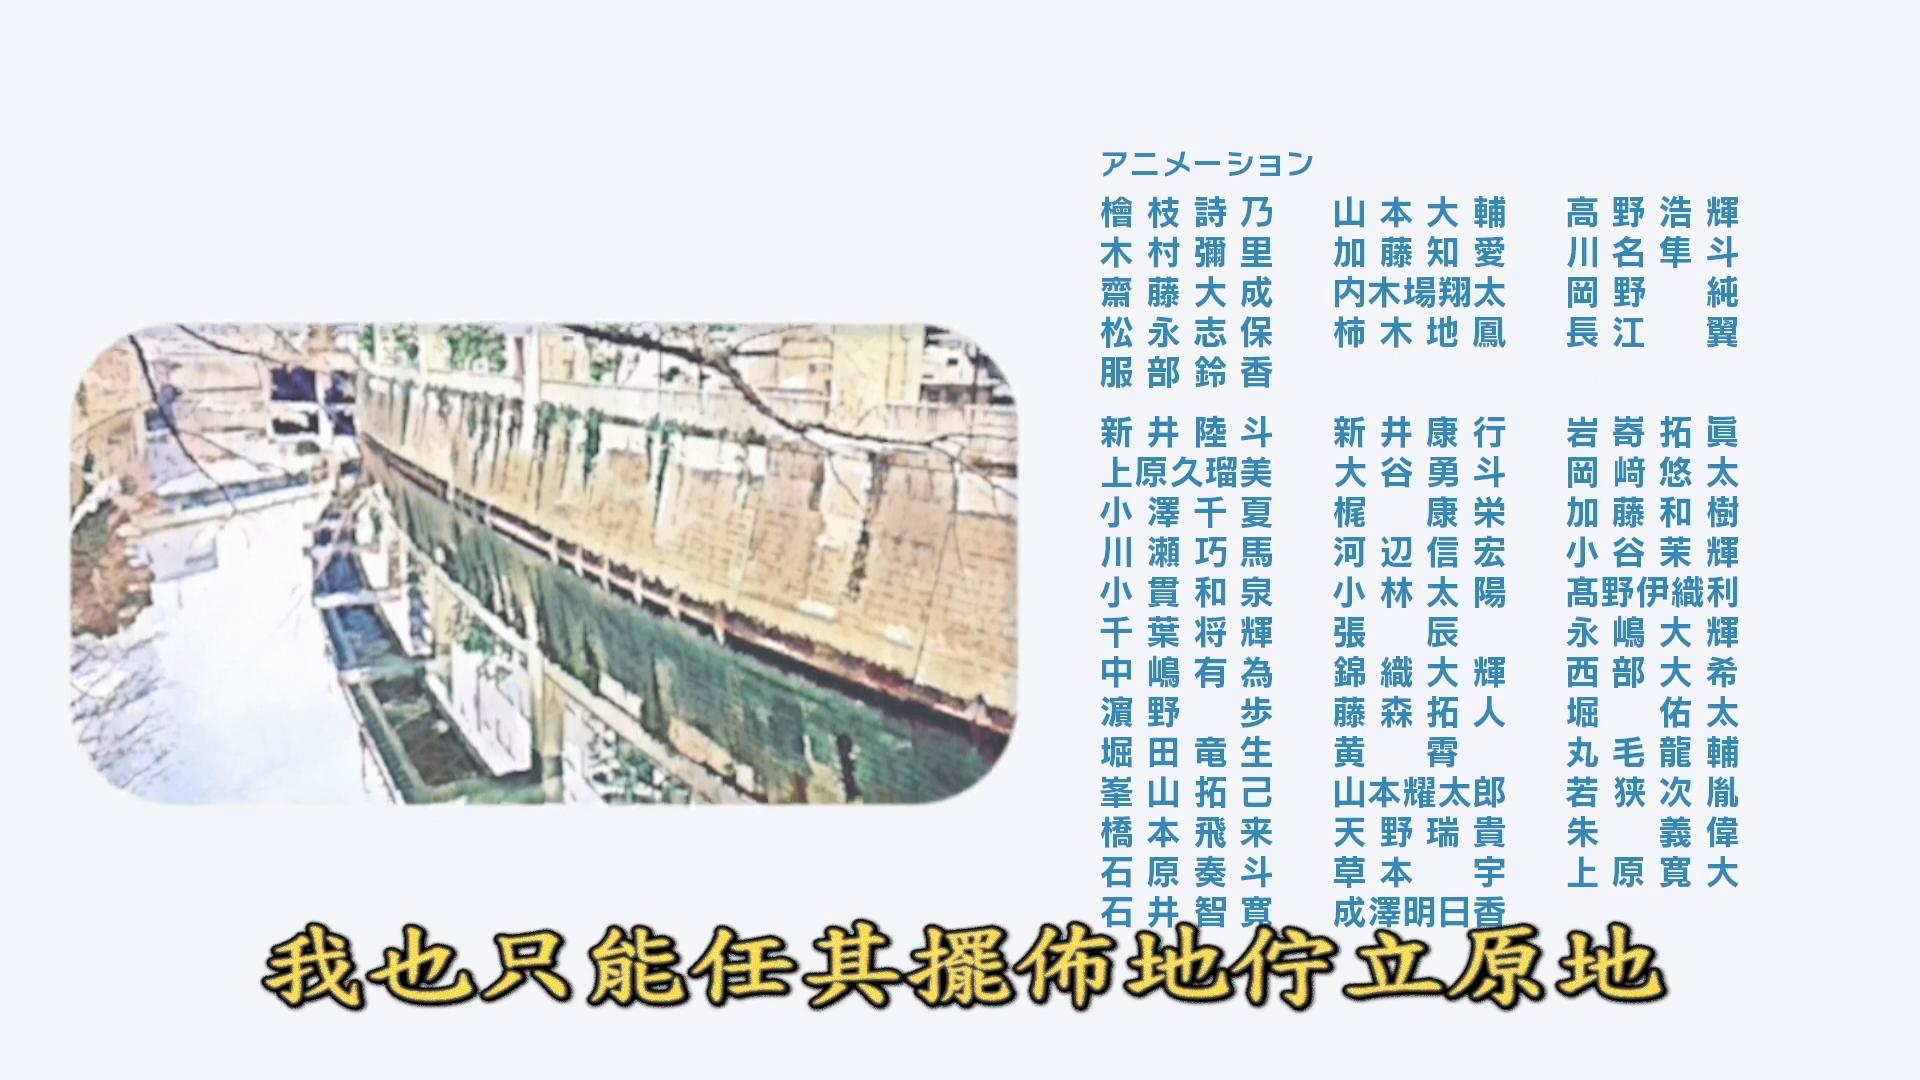 アニメーション
檜枝詩乃 山本大輔 高野浩輝
木村彌里 加藤知愛 川名隼斗
齋藤大成 内木場翔太 岡野 純
松永志保 柿木地鳳 長江 翼
服部鈴香
新井陸斗 新井康行 岩嵜拓眞
上原久瑠美 大谷勇斗 岡﨑悠太
小澤千夏 梶 康栄 加藤和樹
川瀬巧馬 河辺信宏 小谷茉輝
小貫和泉 小林太陽 髙野伊織利
千葉将輝 張 辰 永嶋大輝
中嶋有為 錦織大輝 西部大希
濵野 歩 藤森拓人 堀 佑太
堀田竜生 黄 霄 丸毛龍輔
峯山拓己 山本耀太郎 若狭次胤
橋本飛来 天野瑞貴 朱 義偉
石原奏斗 草本 宇 上原寛大
石井智寛 成澤明日香
我也只能任其擺佈地佇立原地